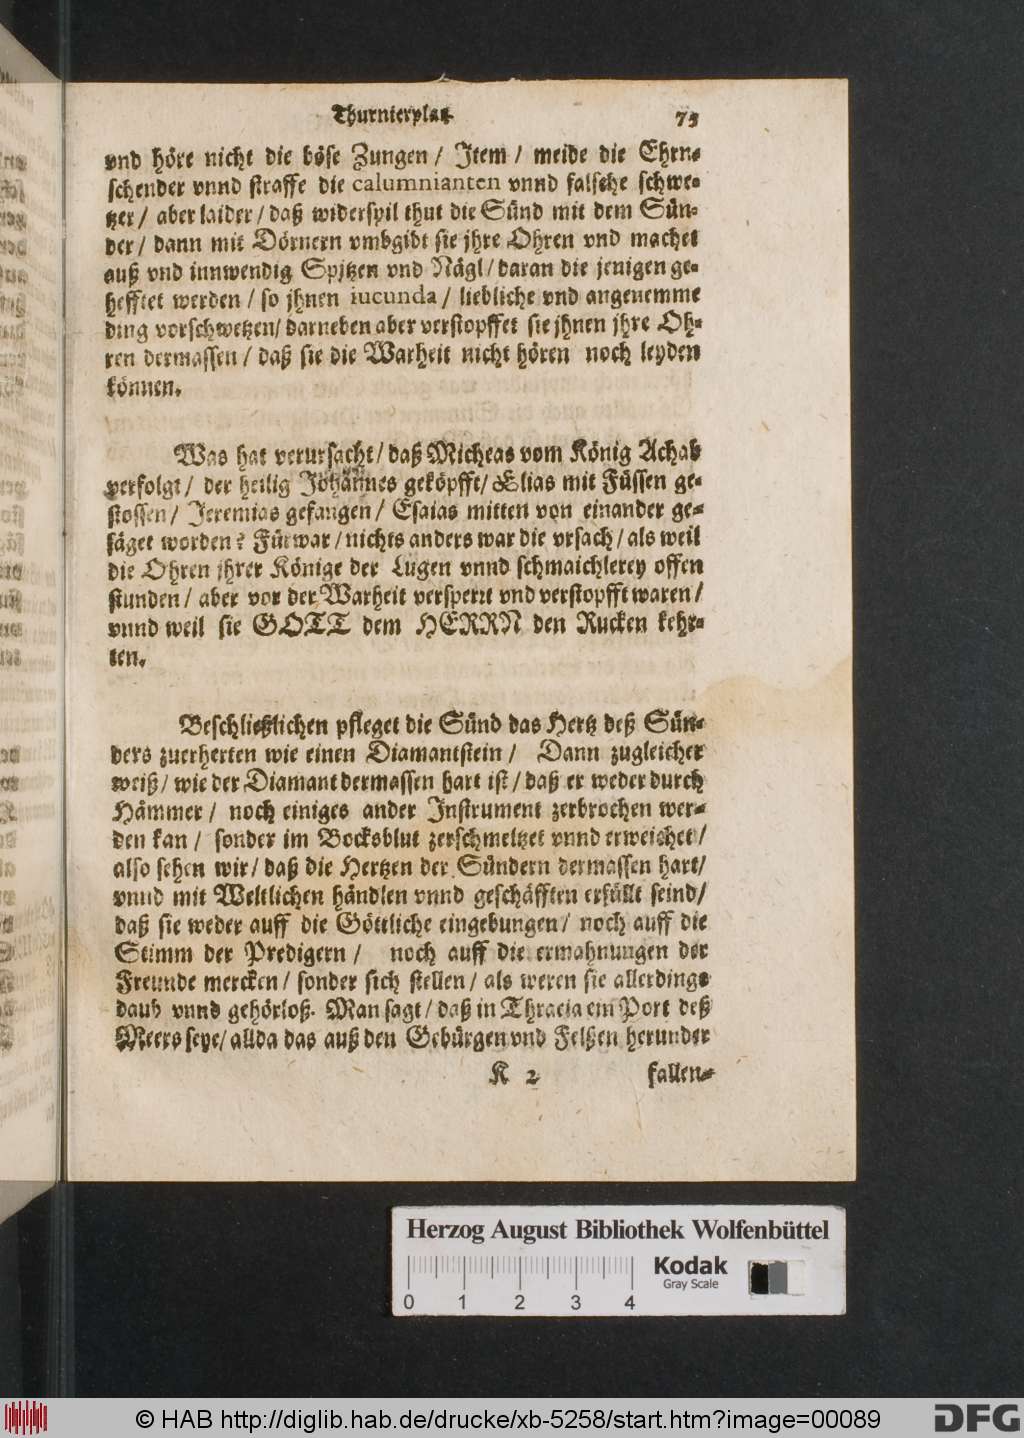 Thurnierplatz 75
vnd höre nicht die böse Zungen / Item / meide die Ehrn-
schender vnnd straffe die calumnianten vnnd falsche schwe-
tzer / aber laider / daß widerspil thut die Sünd mit dem Sün-
der / dann mit Dörnern vmbgibt sie jhre Ohren vnd machet
auß vnd innwendig Spitzen vnd Nägl / daran die jenigen ge-
hefftet werden / so jhnen iucunda / liebliche vnd angenemme
ding vorschwetzen / darneben aber verstopffet sie jhnen jhre Oh-
ren dermassen / daß sie die Warheit nicht hören noch leyden
können.
Was hat verursacht / daß Micheas vom König Achab
verfolgt / der heilig Johannes geköpfft / Elias mit Füssen ge-
stossen / Jeremias gefangen / Esaias mitten von einander ge-
säget worden? Fürwar / nichts anders war die vrsach / als weil
die Ohren jhrer Könige der Lügen vnnd schmaichlerey offen
stunden / aber vor der Warheit versperrt vnd verstopfft waren /
vnnd weil sie GOTT dem HERRN den Rucken kehr-
ten.
Beschließlichen pfleget die Sünd das Hertz deß Sün-
ders zuerherten wie einen Diamantstein / Dann zugleicher
weiß / wie der Diamant dermassen hart ist / daß er weder durch
Hämmer / noch einiges ander Instrument zerbrochen wer-
den kan / sonder im Bocksblut zerschmeltzet vnnd erweichet /
also sehen wir / daß die Hertzen der Sündern dermassen hart /
vnnd mit Weltlichen händlen vnnd geschäfften erfüllt seind /
daß sie weder auff die Göttliche eingebungen / noch auff die
Stimm der Predigern / noch auff die ermahnungen der
Freunde mercken / sonder sich stellen / als weren sie allerdings
daub vnnd gehörloß. Man sagt / daß in Thracia ein Port deß
Meers seye / allda das auß den Gebürgen vnd Felßen herunder
K 2 fallen-
Herzog August Bibliothek Wolfenbüttel
Kodak
Gray Scale
0 1 2 3 4
© HAB http://diglib.hab.de/drucke/xb-5258/start.htm?image=00089
DFG